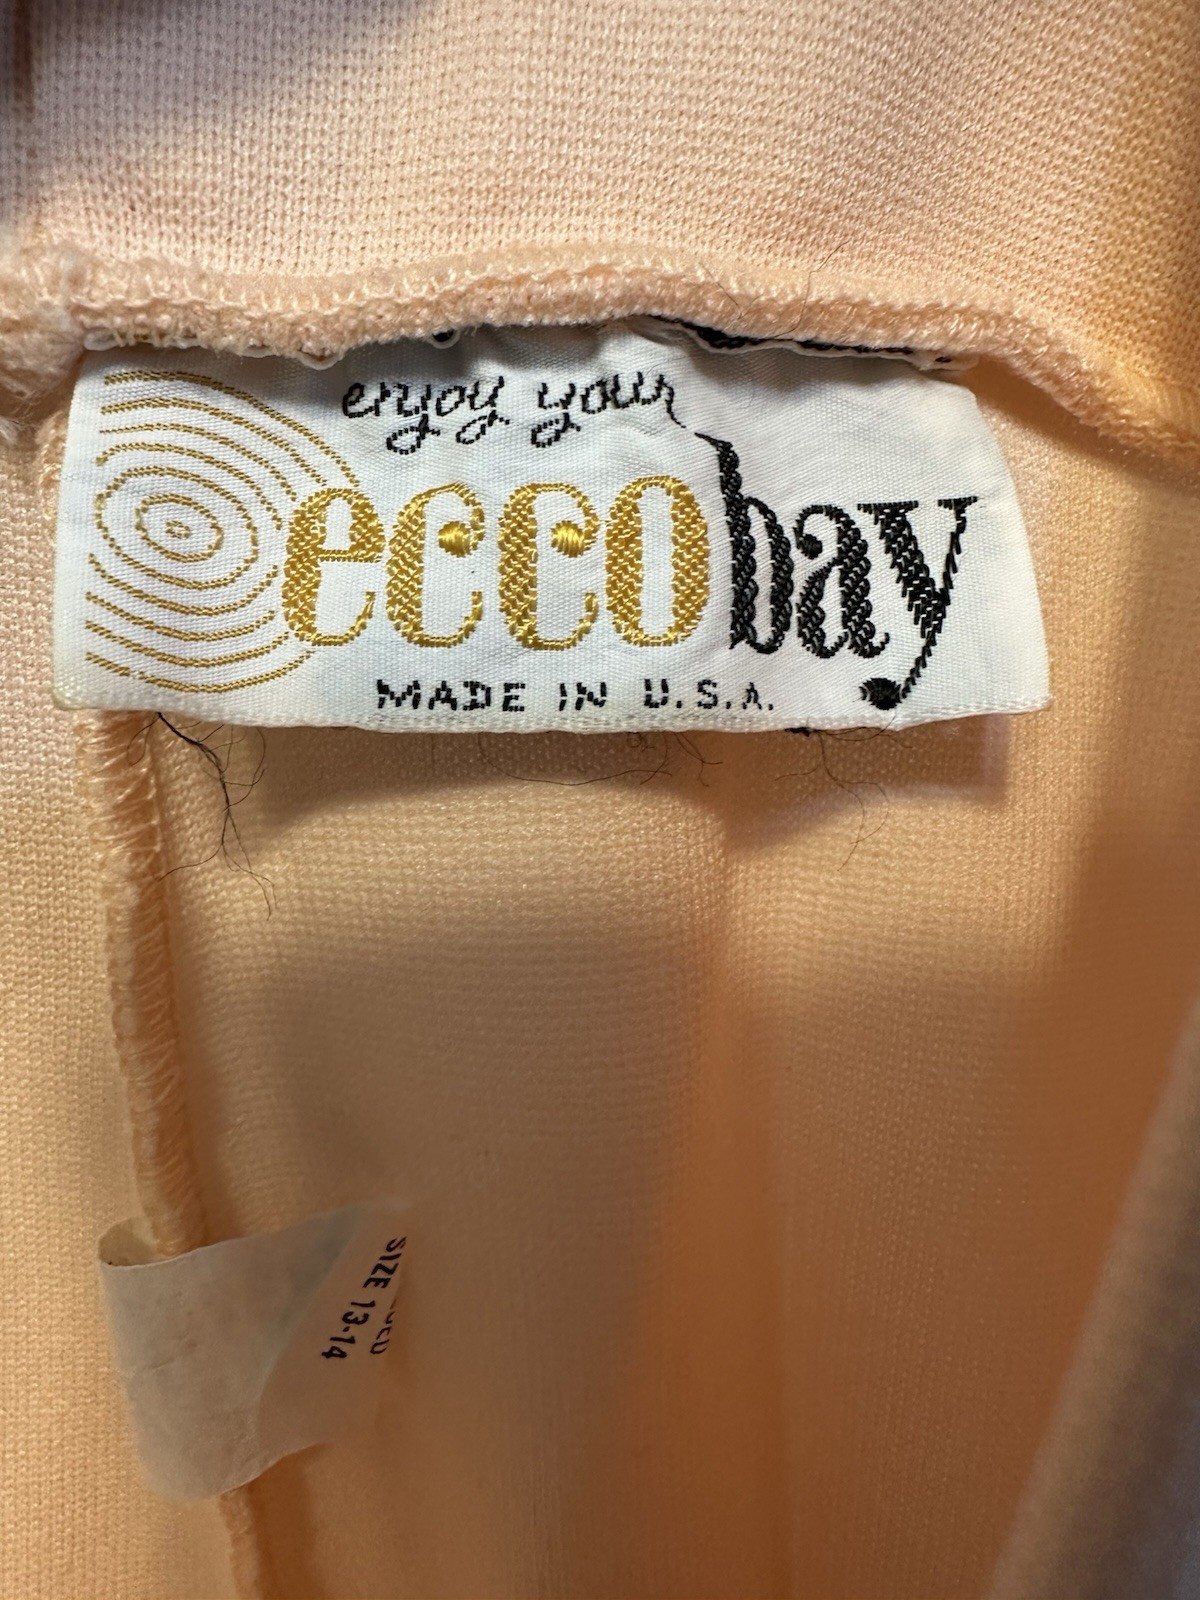 enjoy your
eccobay
MADE IN U.S.A.
SIZE 13-14